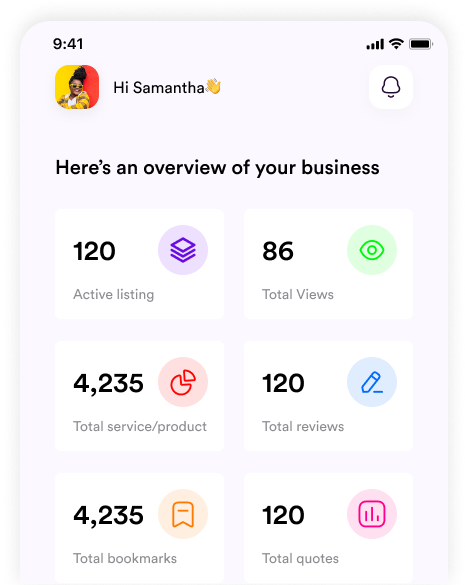 9:41
Hi Samantha👋
Here's an overview of your business
120
86
Active listing
Total Views
4,235
120
Total service/product
Total reviews
4,235
120
Total bookmarks
Total quotes